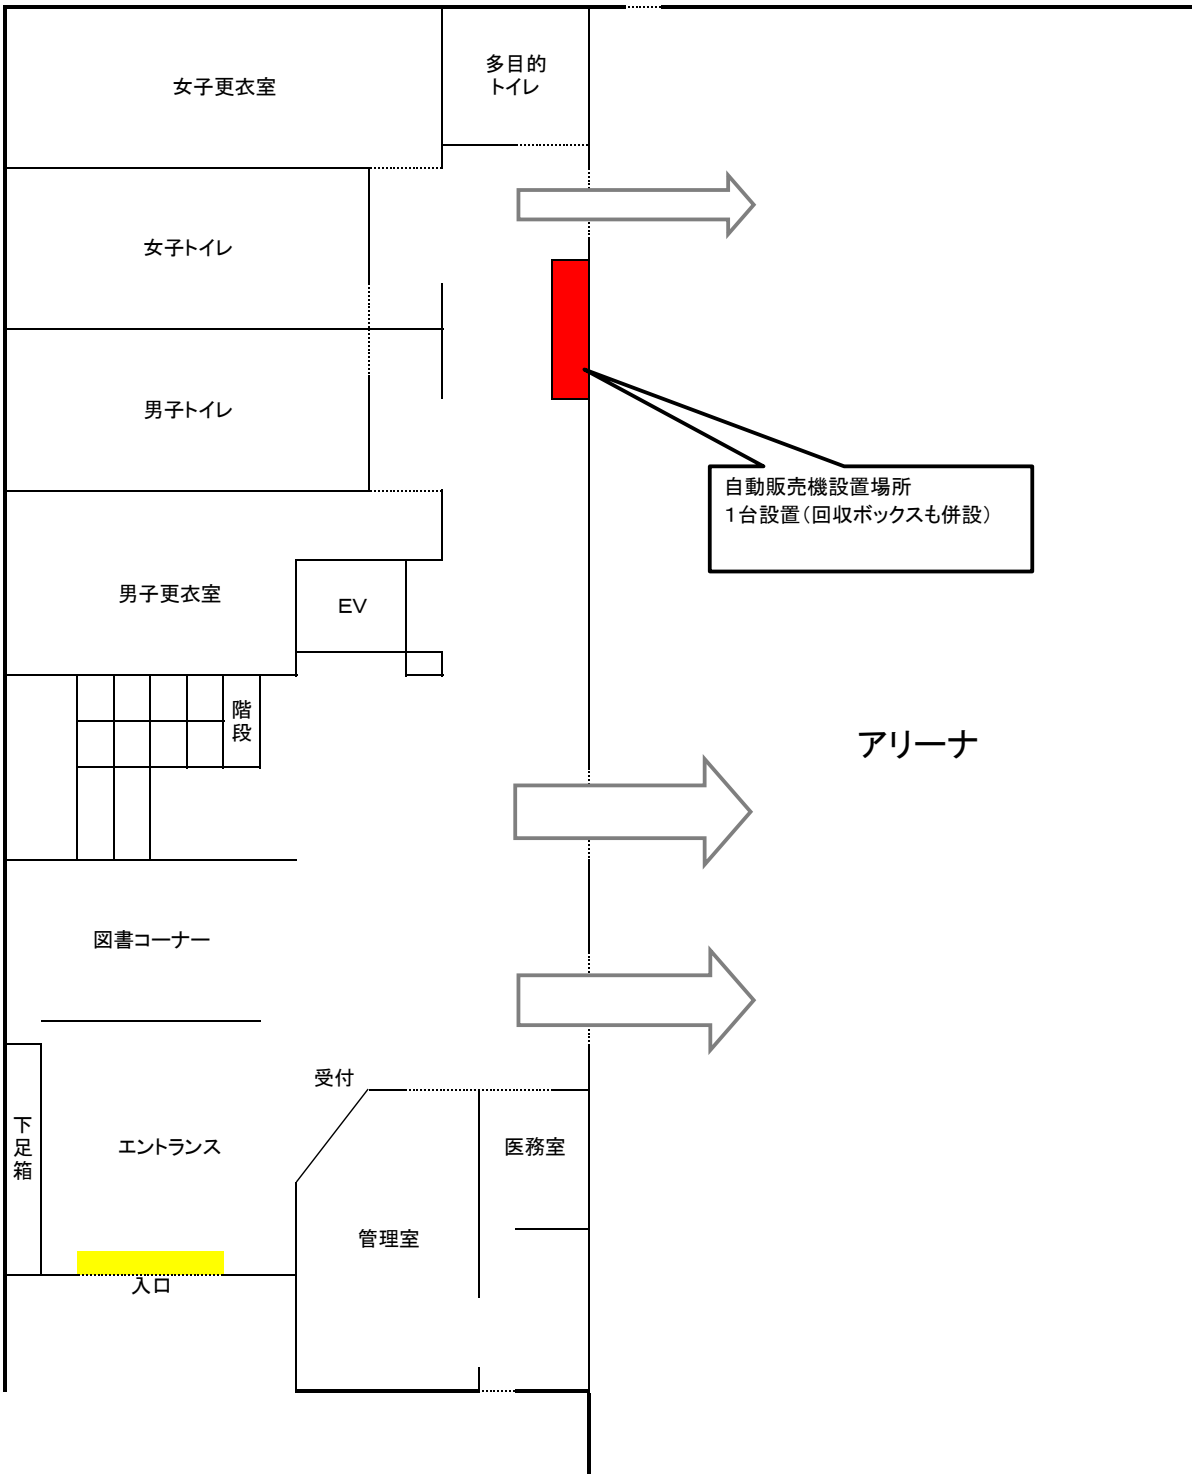 女子更衣室
多目的
トイレ
女子トイレ
男子トイレ
自動販売機設置場所
１台設置（回収ボックスも併設）
男子更衣室
ＥＶ
階
段
アリーナ
図書コーナー
受付
下
足
箱
エントランス
医務室
管理室
入口